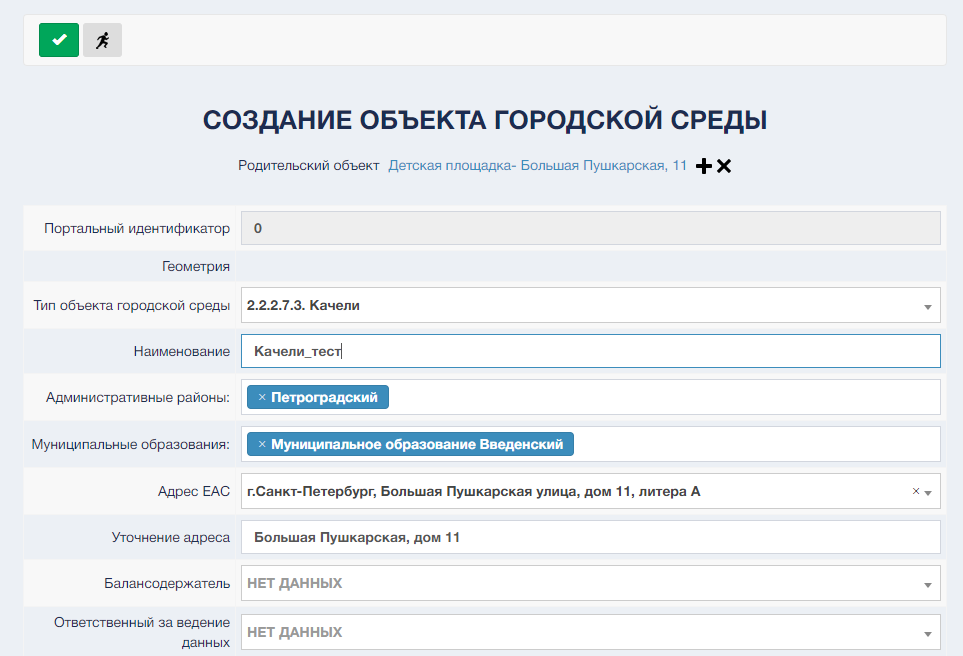 СОЗДАНИЕ ОБЪЕКТА ГОРОДСКОЙ СРЕДЫ
Родительский объект Детская площадка- Большая Пушкарская, 11
Портальный идентификатор 0
Геометрия
Тип объекта городской среды 2.2.2.7.3. Качели
Наименование Качели_тест
Административные районы: × Петроградский
Муниципальные образования: × Муниципальное образование Введенский
Адрес ЕАС г.Санкт-Петербург, Большая Пушкарская улица, дом 11, литера А ×
Уточнение адреса Большая Пушкарская, дом 11
Балансодержатель НЕТ ДАННЫХ
Ответственный за ведение
данных НЕТ ДАННЫХ